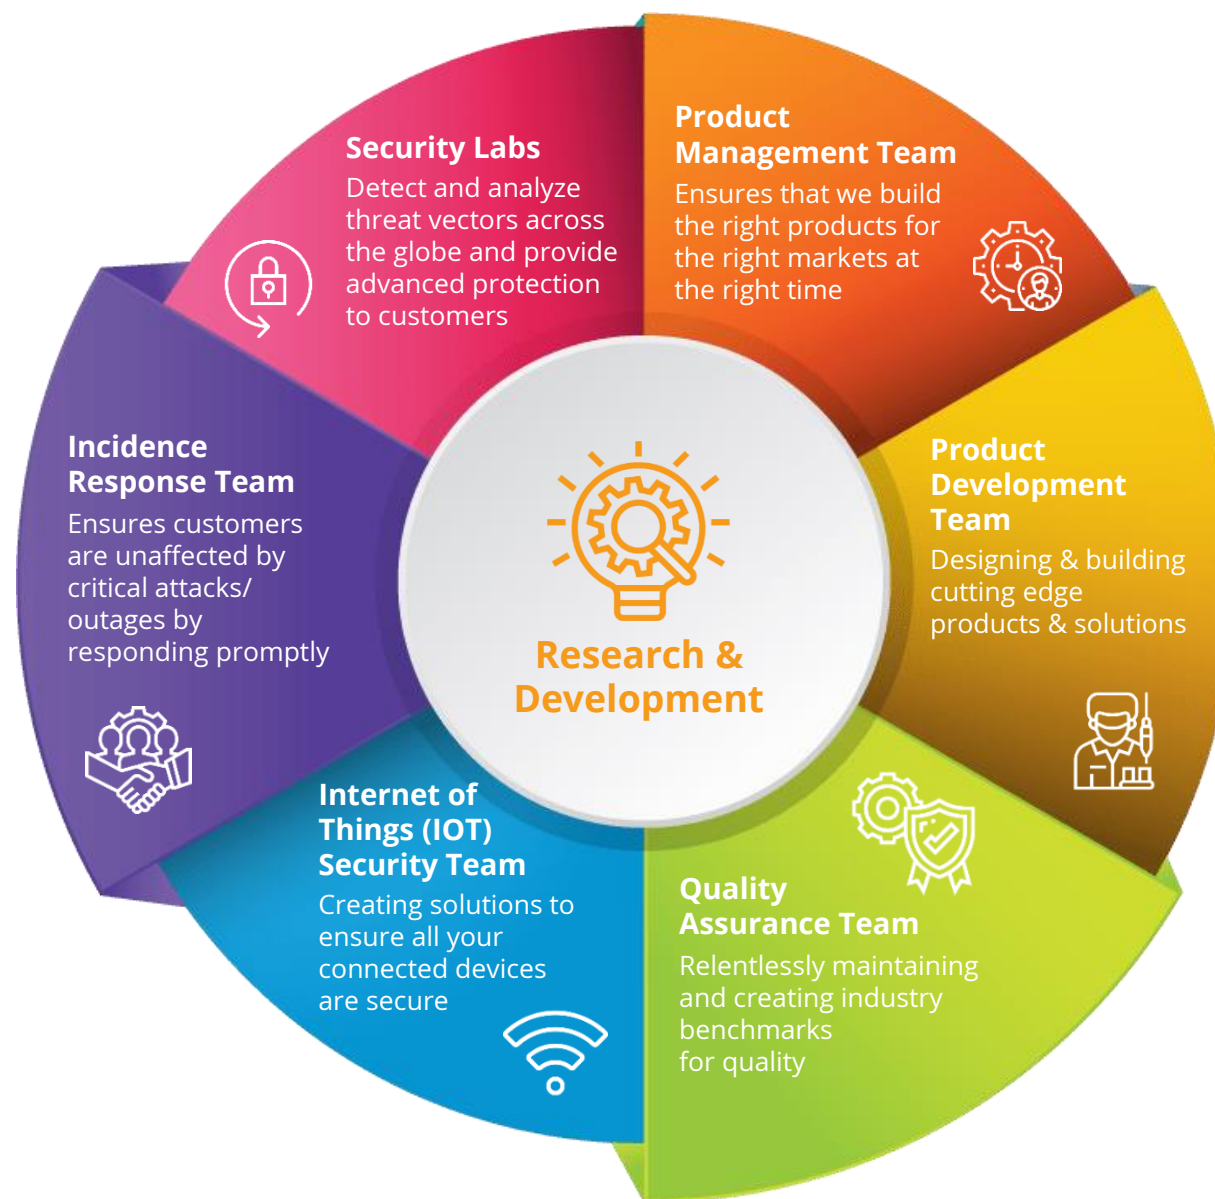 Security Labs
Detect and analyze
threat vectors across
the globe and provide
advanced protection
to customers
Product
Management Team
Ensures that we build
the right products for
the right markets at
the right time
Product
Development
Team
Designing & building
cutting edge
products & solutions
Quality
Assurance Team
Relentlessly maintaining
and creating industry
benchmarks
for quality
Internet of
Things (IOT)
Security Team
Creating solutions to
ensure all your
connected devices
are secure
Incidence
Response Team
Ensures customers
are unaffected by
critical attacks/
outages by
responding promptly
Research &
Development